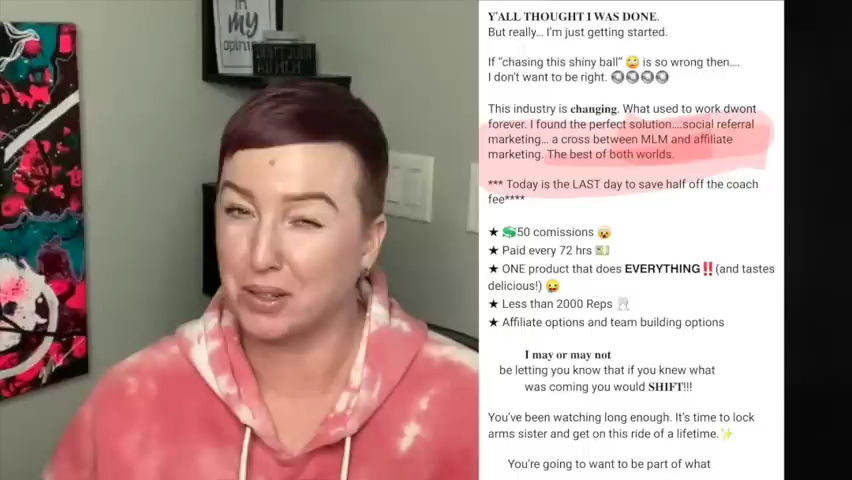 in my
my
opini
Y'ALL THOUGHT I WAS DONE.
But really... I'm just getting started.
If “chasing this shiny ball” 🙄 is so wrong then....
I don't want to be right. 🪩🪩🪩🪩
This industry is changing. What used to work dwont
forever. I found the perfect solution....social referral
marketing... a cross between MLM and affiliate
marketing. The best of both worlds.
*** Today is the LAST day to save half off the coach
fee****
★ 💲50 comissions 🤯
★ Paid every 72 hrs 💵
★ ONE product that does EVERYTHING‼️(and tastes
delicious!) 😜
★ Less than 2000 Reps
★ Affiliate options and team building options
I may or may not
be letting you know that if you knew what
was coming you would SHIFT!!!
You've been watching long enough. It's time to lock
arms sister and get on this ride of a lifetime.✨
You're going to want to be part of what